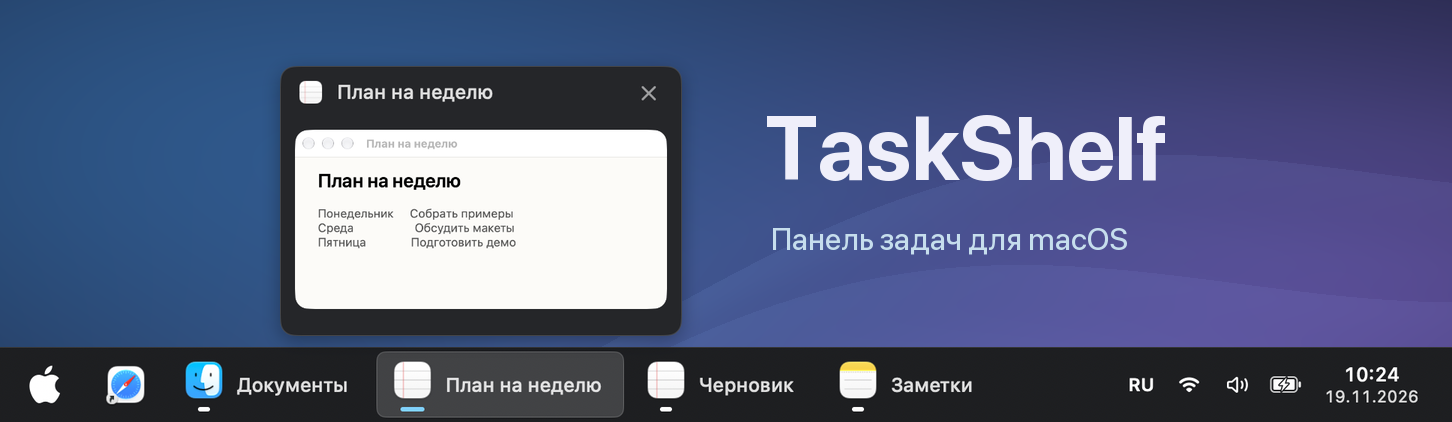 План на неделю
План на неделю
План на неделю
Понедельник Собрать примеры
Среда Обсудить макеты
Пятница Подготовить демо
TaskShelf
Панель задач для macOS
Документы
План на неделю
Черновик
Заметки
RU
10:24
19.11.2026